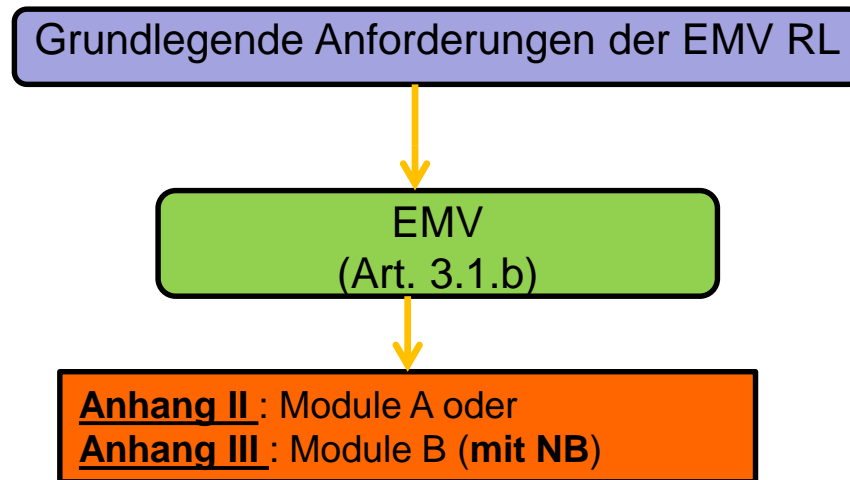 Grundlegende Anforderungen der EMV RL
EMV
(Art. 3.1.b)
Anhang II : Module A oder
Anhang III : Module B (mit NB)